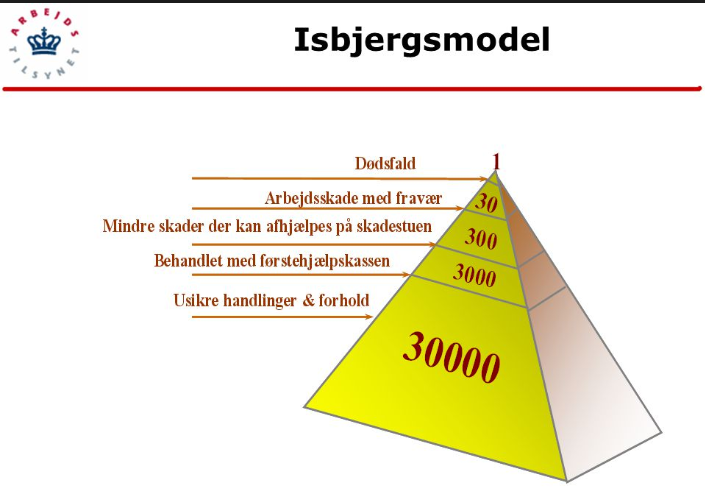 ARBEJDS
TILSYNET
Isbjergsmodel
Dødsfald
1
Arbejdsskade med fravær
30
Mindre skader der kan afhjælpes på skadestuen
300
Behandlet med førstehjælpskassen
3000
Usikre handlinger & forhold
30000